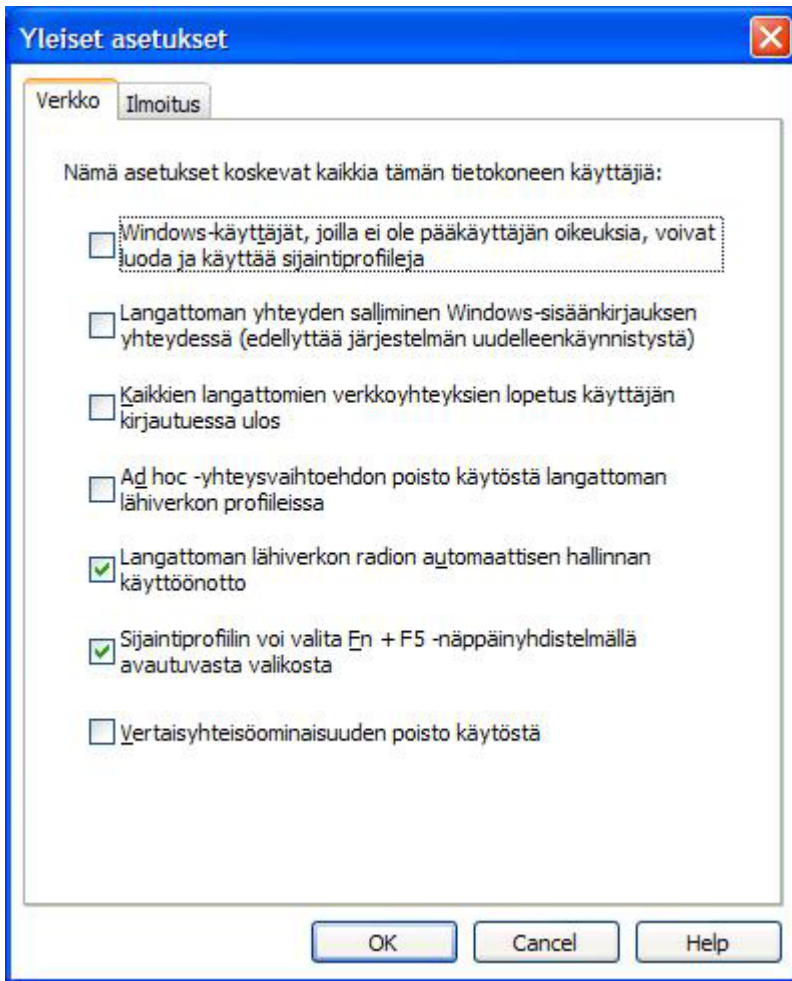 Yleiset asetukset
Verkko
Ilmoitus
Nämä asetukset koskevat kaikkia tämän tietokoneen käyttäjiä:
Windows-käyttäjät, joilla ei ole pääkäyttäjän oikeuksia, voivat
luoda ja käyttää sijaintiprofiileja
Langattoman yhteyden salliminen Windows-sisäänkirjauksen
yhteydessä (edellyttää järjestelmän uudelleenkäynnistystä)
Kaikkien langattomien verkkoyhteyksien lopetus käyttäjän
kirjautuessa ulos
Ad hoc -yhteysvaihtoehdon poisto käytöstä langattoman
lähiverkon profiileissa
Langattoman lähiverkon radion automaattisen hallinnan
käyttöönotto
Sijaintiprofiilin voi valita Fn + F5 -näppäinyhdistelmällä
avautuvasta valikosta
Vertaisyhteisöominaisuuden poisto käytöstä
OK
Cancel
Help